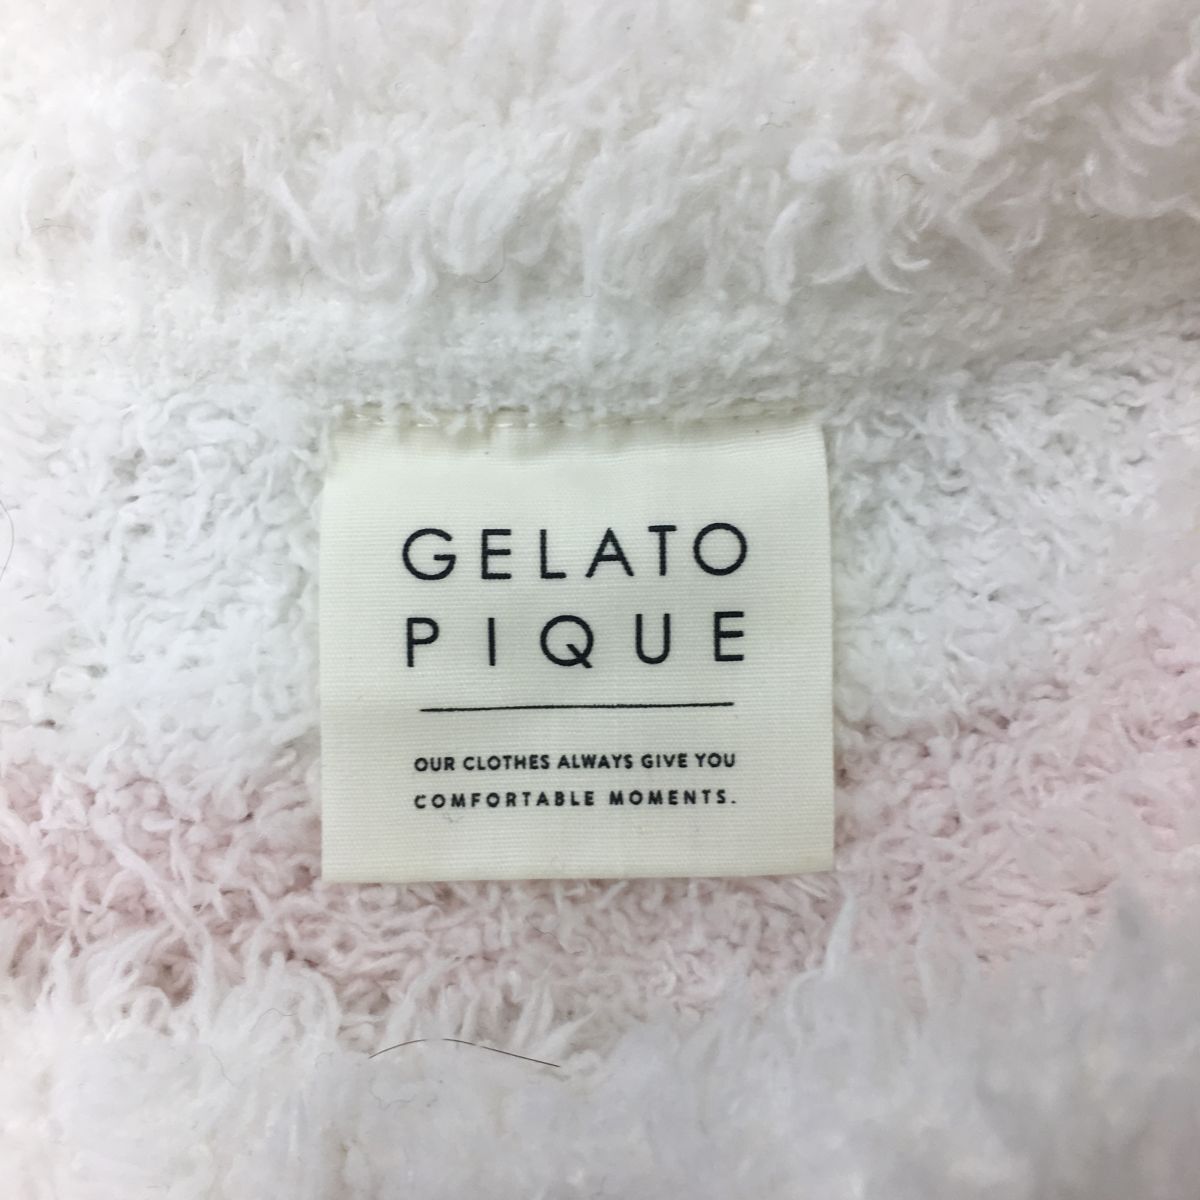 GELATO
PIQUE
OUR CLOTHES ALWAYS GIVE YOU
COMFORTABLE MOMENTS.